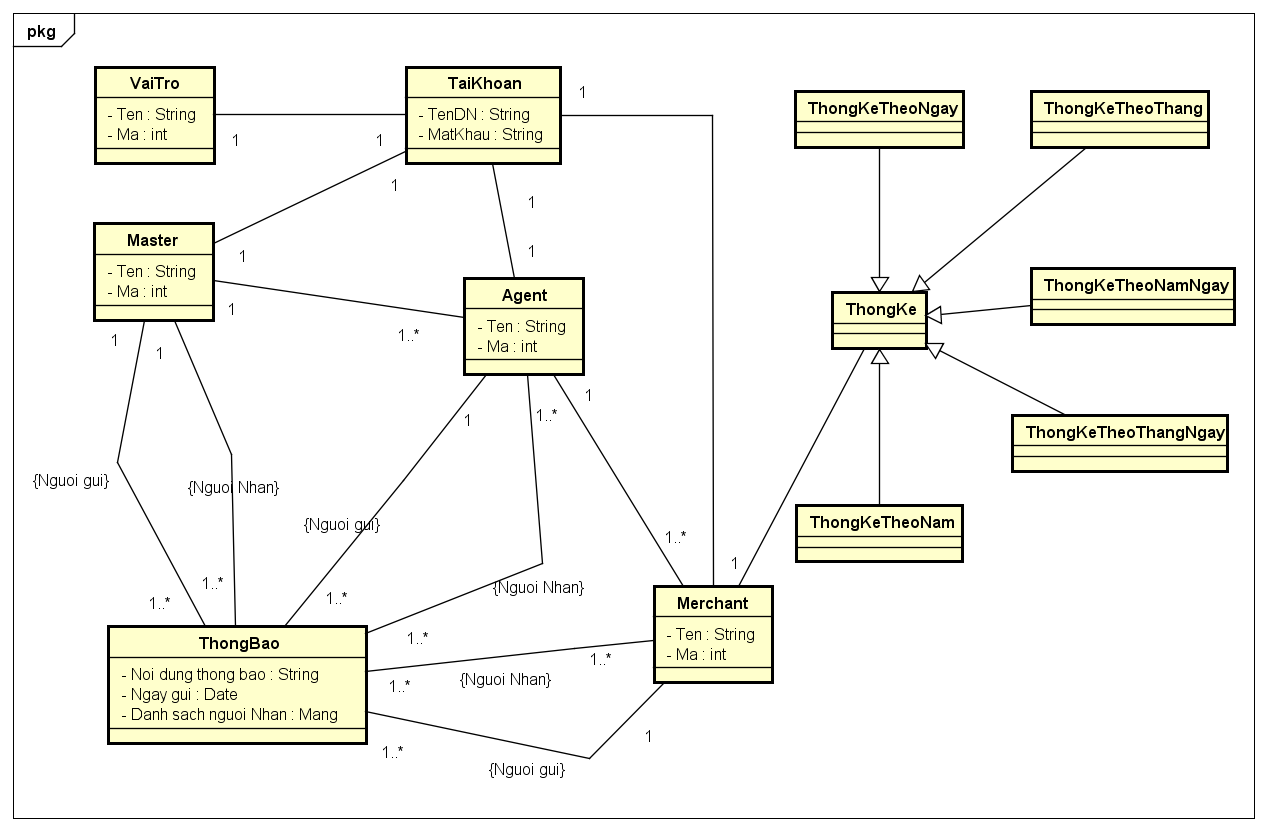 pkg
VaiTro
- Ten : String
- Ma : int
TaiKhoan
- TenDN : String
- MatKhau : String
1
1
1
1
1
1
1
ThongKeTheoNgay
ThongKeTheoThang
Master
- Ten : String
- Ma : int
1
1..*
Agent
- Ten : String
- Ma : int
ThongKe
ThongKeTheoNamNgay
ThongKeTheoThangNgay
ThongKeTheoNam
1
1
1
1..*
1
{Nguoi gui}
{Nguoi Nhan}
{Nguoi gui}
{Nguoi Nhan}
1..*
1
1..*
1..*
1..*
1..*
ThongBao
- Noi dung thong bao : String
- Ngay gui : Date
- Danh sach nguoi Nhan : Mang
Merchant
- Ten : String
- Ma : int
1..*
1..*
{Nguoi Nhan}
1
1..*
{Nguoi gui}